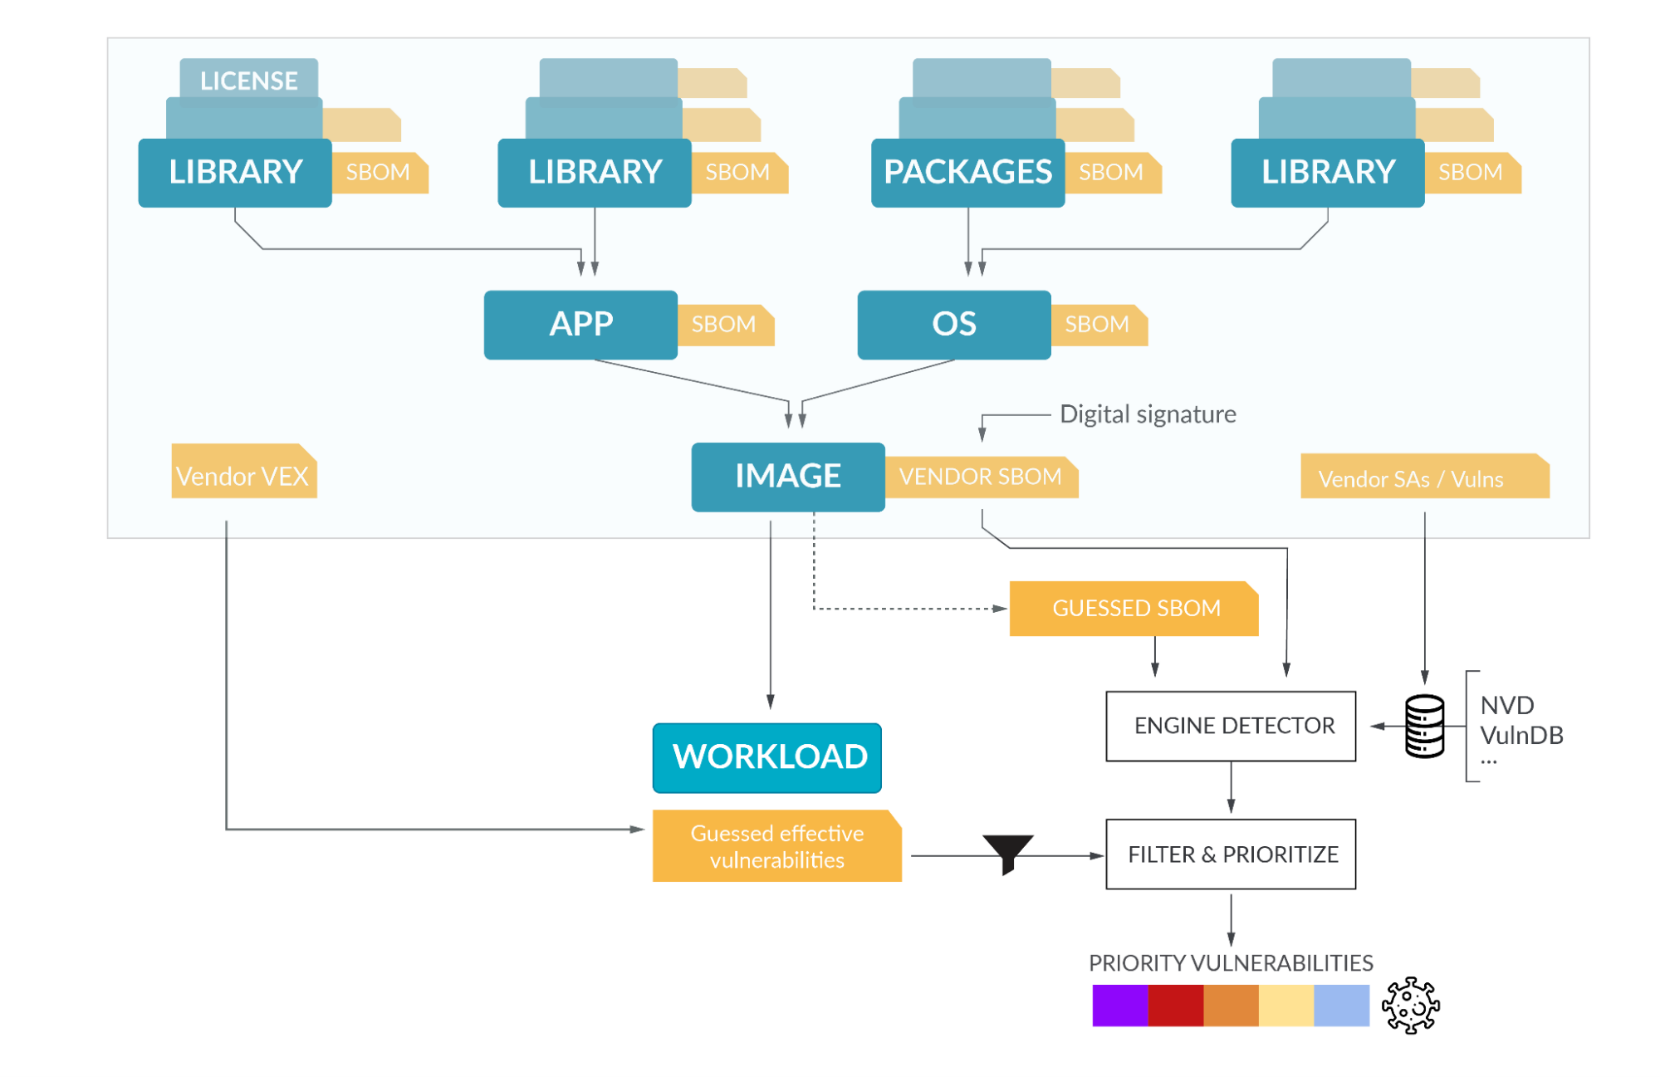 LICENSE
LIBRARY
SBOM
LIBRARY
SBOM
PACKAGES
SBOM
LIBRARY
SBOM
APP
SBOM
OS
SBOM
Digital signature
Vendor VEX
IMAGE
VENDOR SBOM
Vendor SAs / Vulns
GUESSED SBOM
NVD
VulnDB
...
ENGINE DETECTOR
WORKLOAD
Guessed effective
vulnerabilities
FILTER & PRIORITIZE
PRIORITY VULNERABILITIES